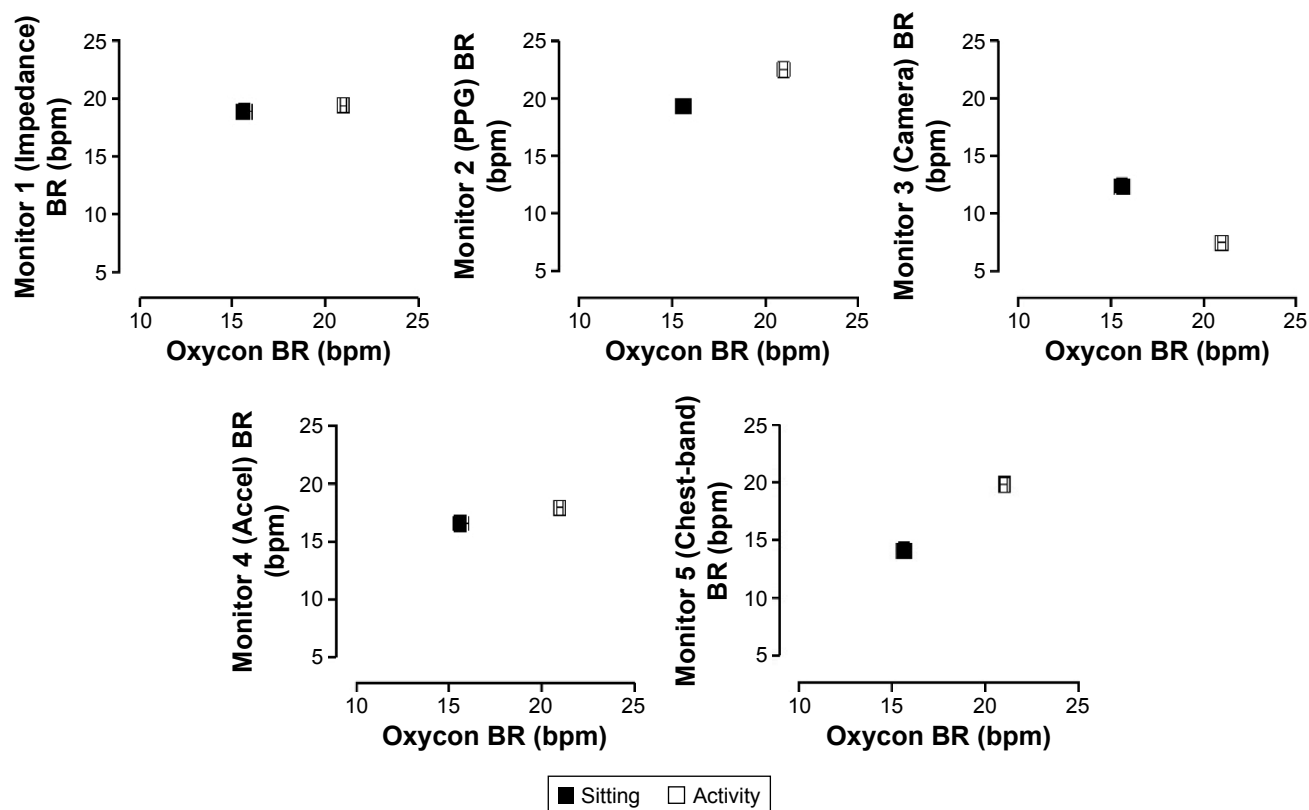 Monitor 1 (Impedance)
BR (bpm)
25
20
15
10
5
10 15 20 25
Oxycon BR (bpm)
Monitor 2 (PPG) BR
(bpm)
25
20
15
10
5
10 15 20 25
Oxycon BR (bpm)
Monitor 3 (Camera) BR
(bpm)
25
20
15
10
5
10 15 20 25
Oxycon BR (bpm)
Monitor 4 (Accel) BR
(bpm)
25
20
15
10
5
10 15 20 25
Oxycon BR (bpm)
Monitor 5 (Chest-band)
BR (bpm)
25
20
15
10
5
10 15 20 25
Oxycon BR (bpm)
Sitting Activity